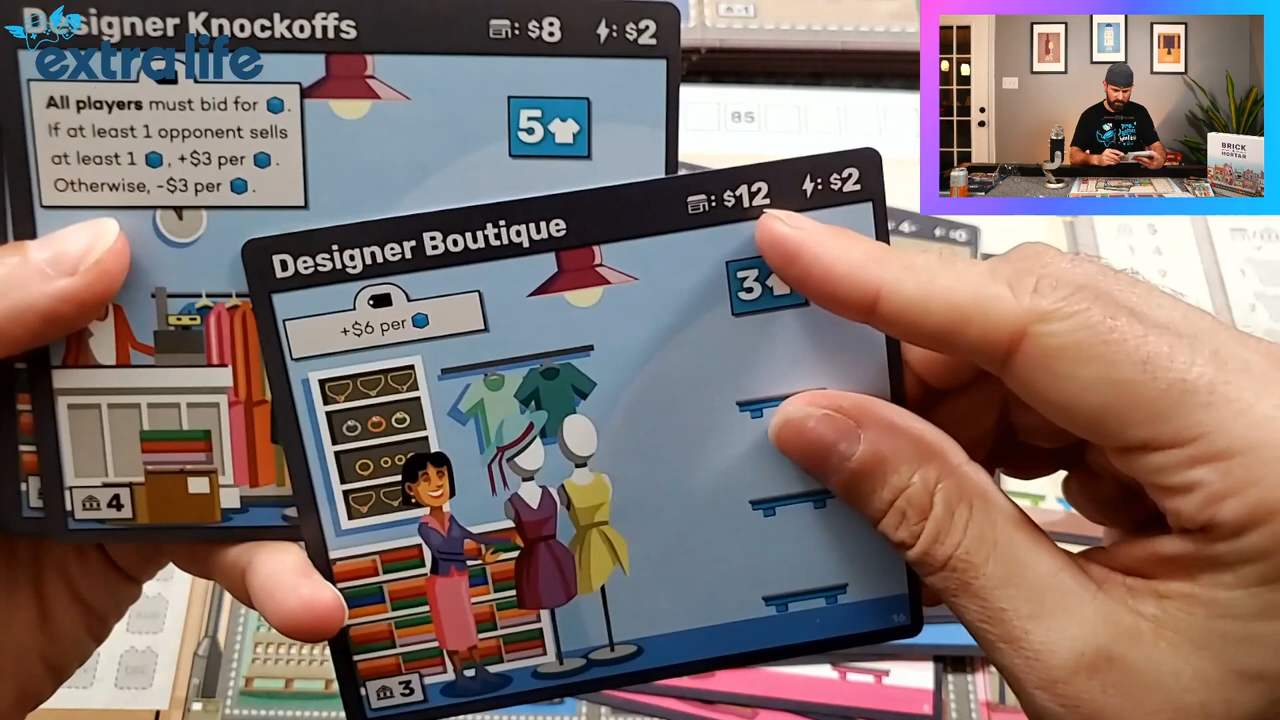 Designer Knockoffs
: $8
: $2
extra life
All players must bid for
If at least 1 opponent sells
at least 1 , +$3 per .
Otherwise, -$3 per .
5
85
4
Designer Boutique
: $12
: $2
+$6 per
3
3
BRICK
MORTAR